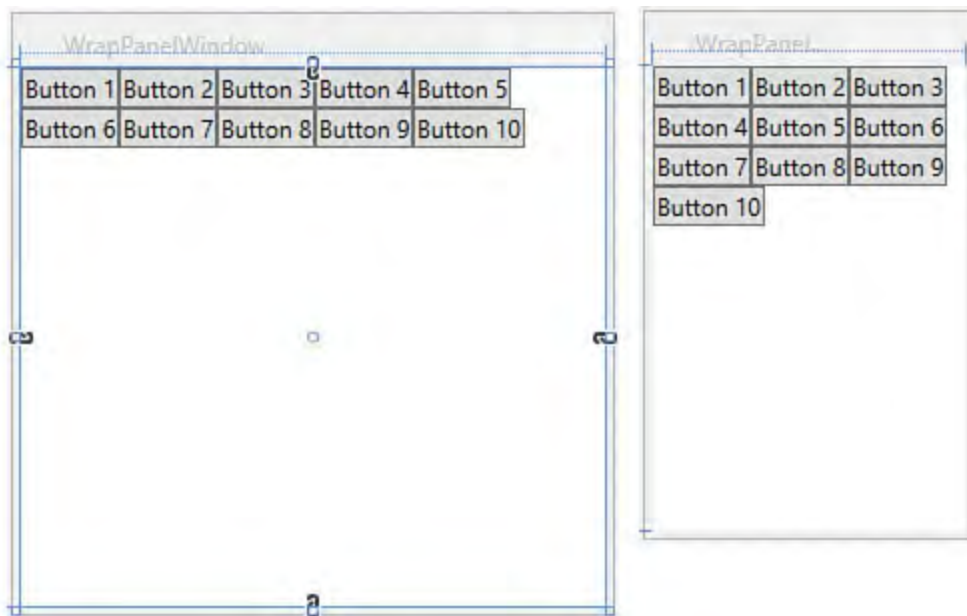 WrapPanelWindow
Button 1 Button 2 Button 3 Button 4 Button 5
Button 6 Button 7 Button 8 Button 9 Button 10
WrapPanel...
Button 1 Button 2 Button 3
Button 4 Button 5 Button 6
Button 7 Button 8 Button 9
Button 10